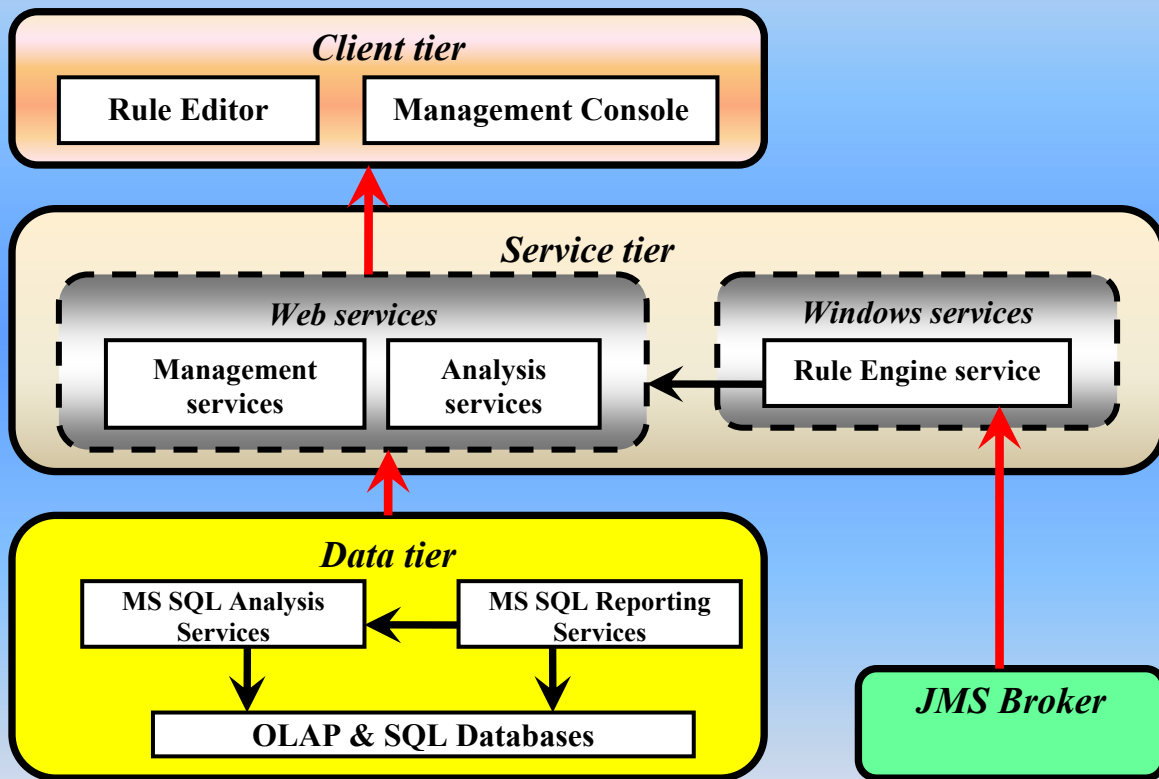 Client tier
Rule Editor
Management Console
Service tier
Web services
Management
services
Analysis
services
Windows services
Rule Engine service
Data tier
MS SQL Analysis
Services
MS SQL Reporting
Services
OLAP & SQL Databases
JMS Broker